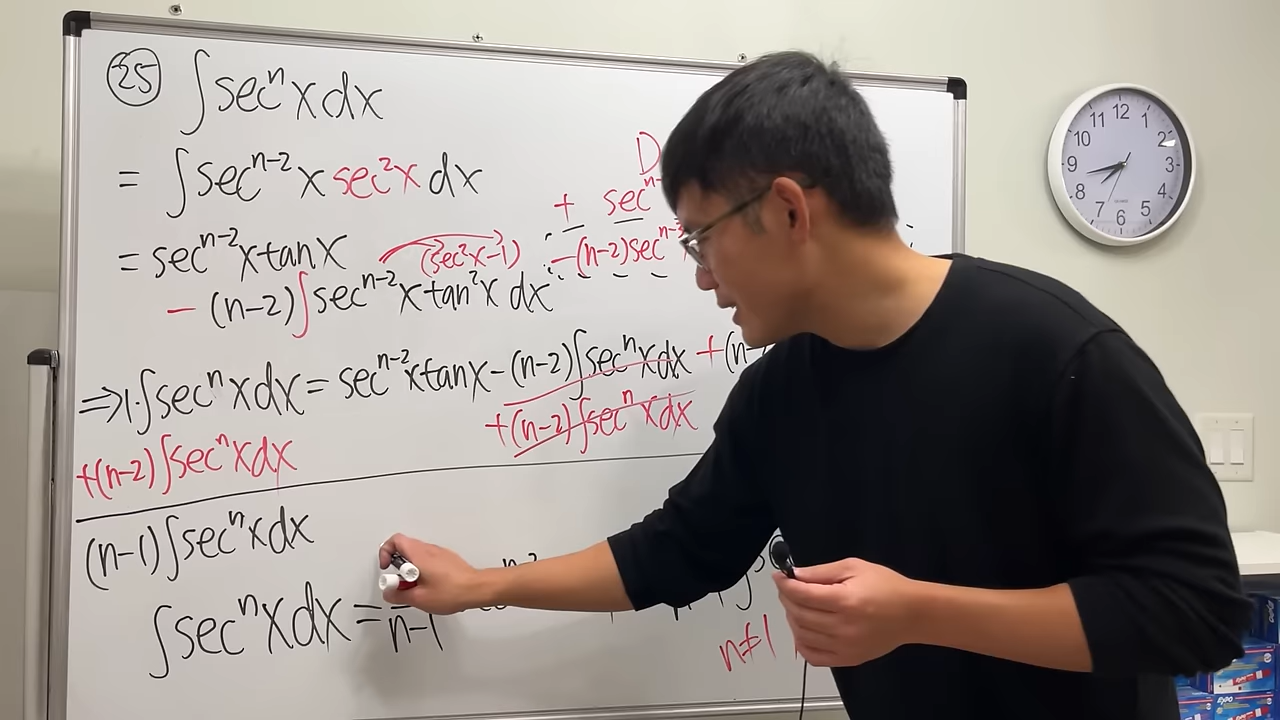 25 ∫secⁿx dx
= ∫secⁿ⁻²x sec²x dx
D
+ secⁿ⁻
= secⁿ⁻²x tanx (sec²x-1)
-(n-2)secⁿ⁻³
- (n-2)∫secⁿ⁻²x tan²x dx
⇒ 1·∫secⁿx dx = secⁿ⁻²x tanx - (n-2)∫secⁿx dx + (n-
+(n-2)∫secⁿx dx +(n-2)∫secⁿx dx
(n-1)∫secⁿx dx
∫secⁿx dx = n-1
n≠1
12 1 2 3 4 5 6 7 8 9 10 11
EXPO